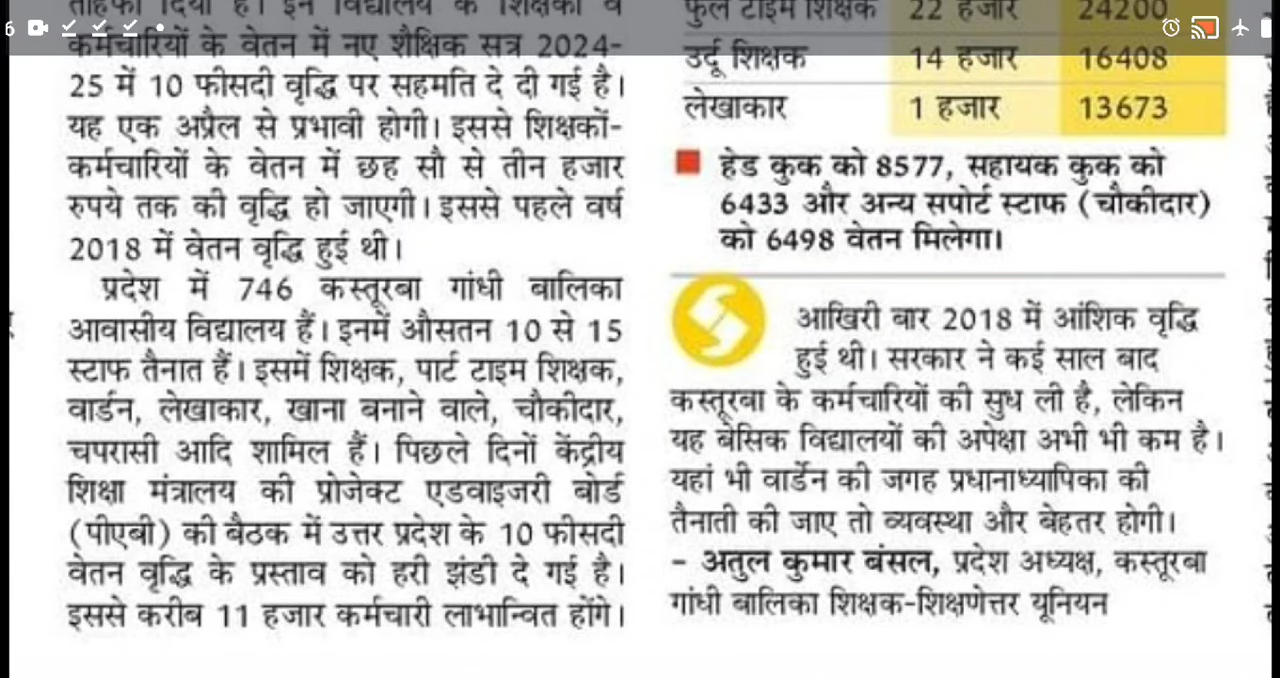 तोहफा दिया है। इन विद्यालय के शिक्षकों व
कर्मचारियों के वेतन में नए शैक्षिक सत्र 2024-
25 में 10 फीसदी वृद्धि पर सहमति दे दी गई है।
यह एक अप्रैल से प्रभावी होगी। इससे शिक्षकों-
कर्मचारियों के वेतन में छह सौ से तीन हजार
रुपये तक की वृद्धि हो जाएगी। इससे पहले वर्ष
2018 में वेतन वृद्धि हुई थी।
प्रदेश में 746 कस्तूरबा गांधी बालिका
आवासीय विद्यालय हैं। इनमें औसतन 10 से 15
स्टाफ तैनात हैं। इसमें शिक्षक, पार्ट टाइम शिक्षक,
वार्डन, लेखाकार, खाना बनाने वाले, चौकीदार,
चपरासी आदि शामिल हैं। पिछले दिनों केंद्रीय
शिक्षा मंत्रालय की प्रोजेक्ट एडवाइजरी बोर्ड
(पीएबी) की बैठक में उत्तर प्रदेश के 10 फीसदी
वेतन वृद्धि के प्रस्ताव को हरी झंडी दे गई है।
इससे करीब 11 हजार कर्मचारी लाभान्वित होंगे।
फुल टाइम शिक्षक 22 हजार 24200
उर्दू शिक्षक 14 हजार 16408
लेखाकार 1 हजार 13673
हेड कुक को 8577, सहायक कुक को
6433 और अन्य सपोर्ट स्टाफ (चौकीदार)
को 6498 वेतन मिलेगा।
आखिरी बार 2018 में आंशिक वृद्धि
हुई थी। सरकार ने कई साल बाद
कस्तूरबा के कर्मचारियों की सुध ली है, लेकिन
यह बेसिक विद्यालयों की अपेक्षा अभी भी कम है।
यहां भी वार्डेन की जगह प्रधानाध्यापिका की
तैनाती की जाए तो व्यवस्था और बेहतर होगी।
- अतुल कुमार बंसल, प्रदेश अध्यक्ष, कस्तूरबा
गांधी बालिका शिक्षक-शिक्षणेत्तर यूनियन